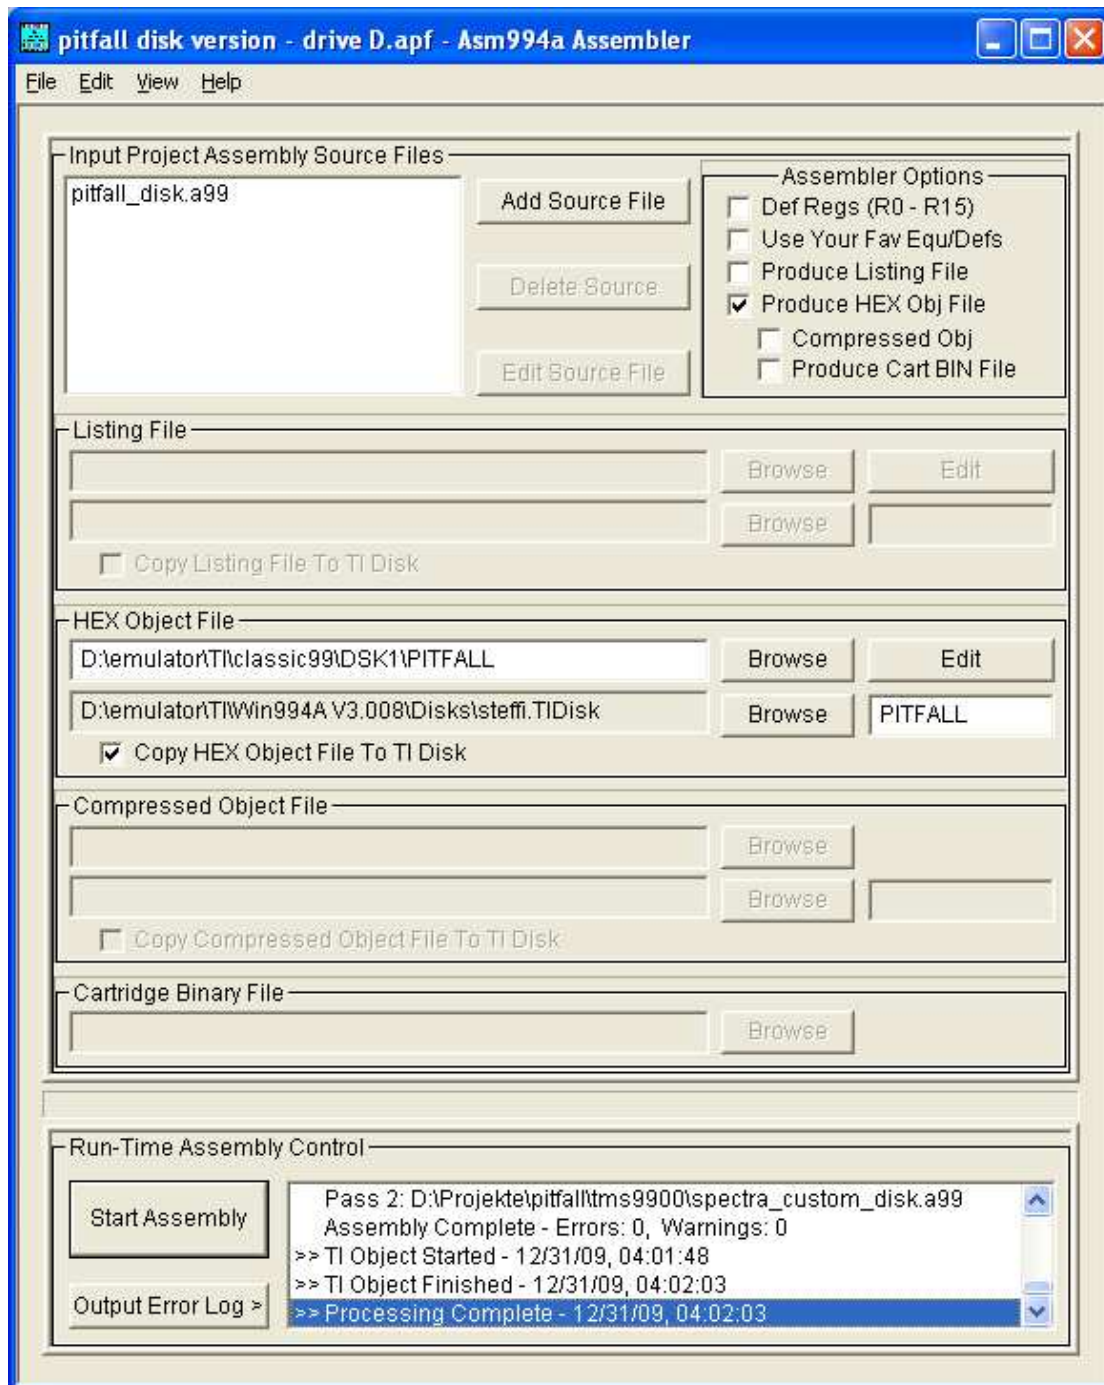 pitfall disk version - drive D.apf - Asm994a Assembler
File Edit View Help
Input Project Assembly Source Files
pitfall_disk.a99
Add Source File
Delete Source
Edit Source File
Assembler Options
Def Regs (R0 - R15)
Use Your Fav Equ/Defs
Produce Listing File
Produce HEX Obj File
Compressed Obj
Produce Cart BIN File
Listing File
Browse Edit
Browse
Copy Listing File To TI Disk
HEX Object File
D:\emulator\TI\classic99\DSK1\PITFALL Browse Edit
D:\emulator\TI\Win994A V3.008\Disks\steffi.TIDisk Browse PITFALL
Copy HEX Object File To TI Disk
Compressed Object File
Browse
Browse
Copy Compressed Object File To TI Disk
Cartridge Binary File
Browse
Run-Time Assembly Control
Start Assembly
Output Error Log >
Pass 2: D:\Projekte\pitfall\tms9900\spectra_custom_disk.a99
Assembly Complete - Errors: 0, Warnings: 0
>> TI Object Started - 12/31/09, 04:01:48
>> TI Object Finished - 12/31/09, 04:02:03
>> Processing Complete - 12/31/09, 04:02:03